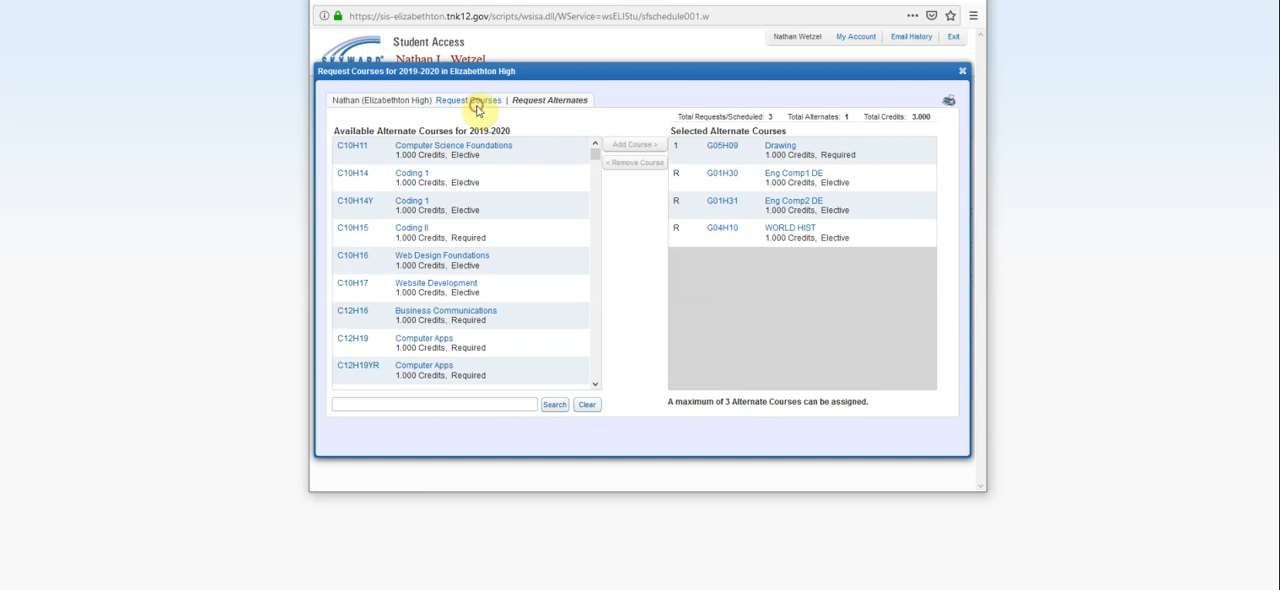 https://sis-elizabethton.tnk12.gov/scripts/wsisa.dll/WService=wsELIStu/sfschedule001.w
Student Access
Nathan Wetzel My Account Email History Exit
SKYWARD
Nathan L. Wetzel
Request Courses for 2019-2020 in Elizabethton High
Nathan (Elizabethton High) Request Courses | Request Alternates
Total Requests/Scheduled: 3 Total Alternates: 1 Total Credits: 3.000
Available Alternate Courses for 2019-2020
C10H11 Computer Science Foundations
1.000 Credits, Elective
C10H14 Coding 1
1.000 Credits, Elective
C10H14Y Coding 1
1.000 Credits, Elective
C10H15 Coding II
1.000 Credits, Required
C10H16 Web Design Foundations
1.000 Credits, Elective
C10H17 Website Development
1.000 Credits, Elective
C12H16 Business Communications
1.000 Credits, Required
C12H19 Computer Apps
1.000 Credits, Required
C12H19YR Computer Apps
1.000 Credits, Required
Search Clear
Add Course >
< Remove Course
Selected Alternate Courses
1 G05H09 Drawing
1.000 Credits, Required
R G01H30 Eng Comp1 DE
1.000 Credits, Elective
R G01H31 Eng Comp2 DE
1.000 Credits, Elective
R G04H10 WORLD HIST
1.000 Credits, Elective
A maximum of 3 Alternate Courses can be assigned.